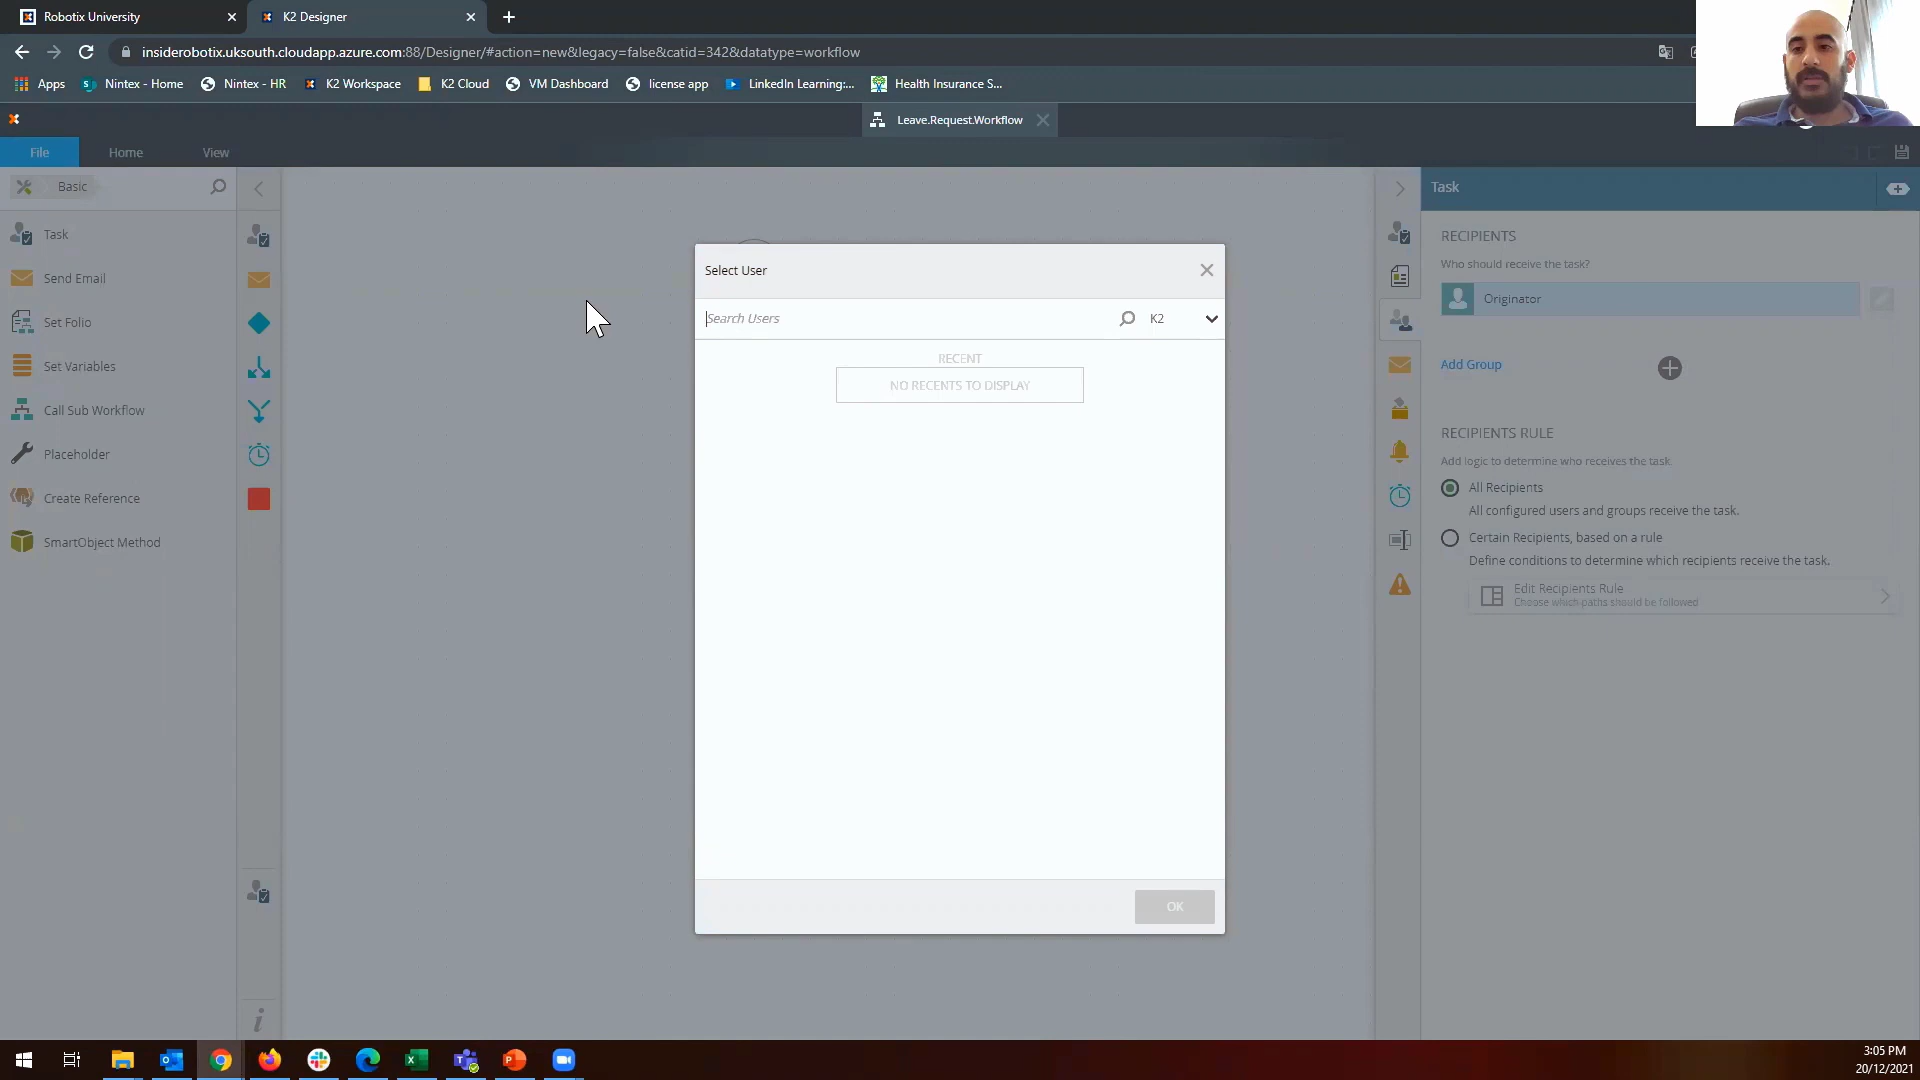 Robotix University
K2 Designer
insiderobotix.uksouth.cloudapp.azure.com:88/Designer/#action=new&legacy=false&catid=342&datatype=workflow
Apps
Nintex - Home
Nintex - HR
K2 Workspace
K2 Cloud
VM Dashboard
license app
LinkedIn Learning:...
Health Insurance S...
Leave.Request.Workflow
File
Home
View
Basic
Task
Send Email
Set Folio
Set Variables
Call Sub Workflow
Placeholder
Create Reference
SmartObject Method
Select User
Search Users
K2
RECENT
NO RECENTS TO DISPLAY
OK
Task
RECIPIENTS
Who should receive the task?
Originator
Add Group
RECIPIENTS RULE
Add logic to determine who receives the task.
All Recipients
All configured users and groups receive the task.
Certain Recipients, based on a rule
Define conditions to determine which recipients receive the task.
Edit Recipients Rule
Choose which paths should be followed
3:05 PM
20/12/2021